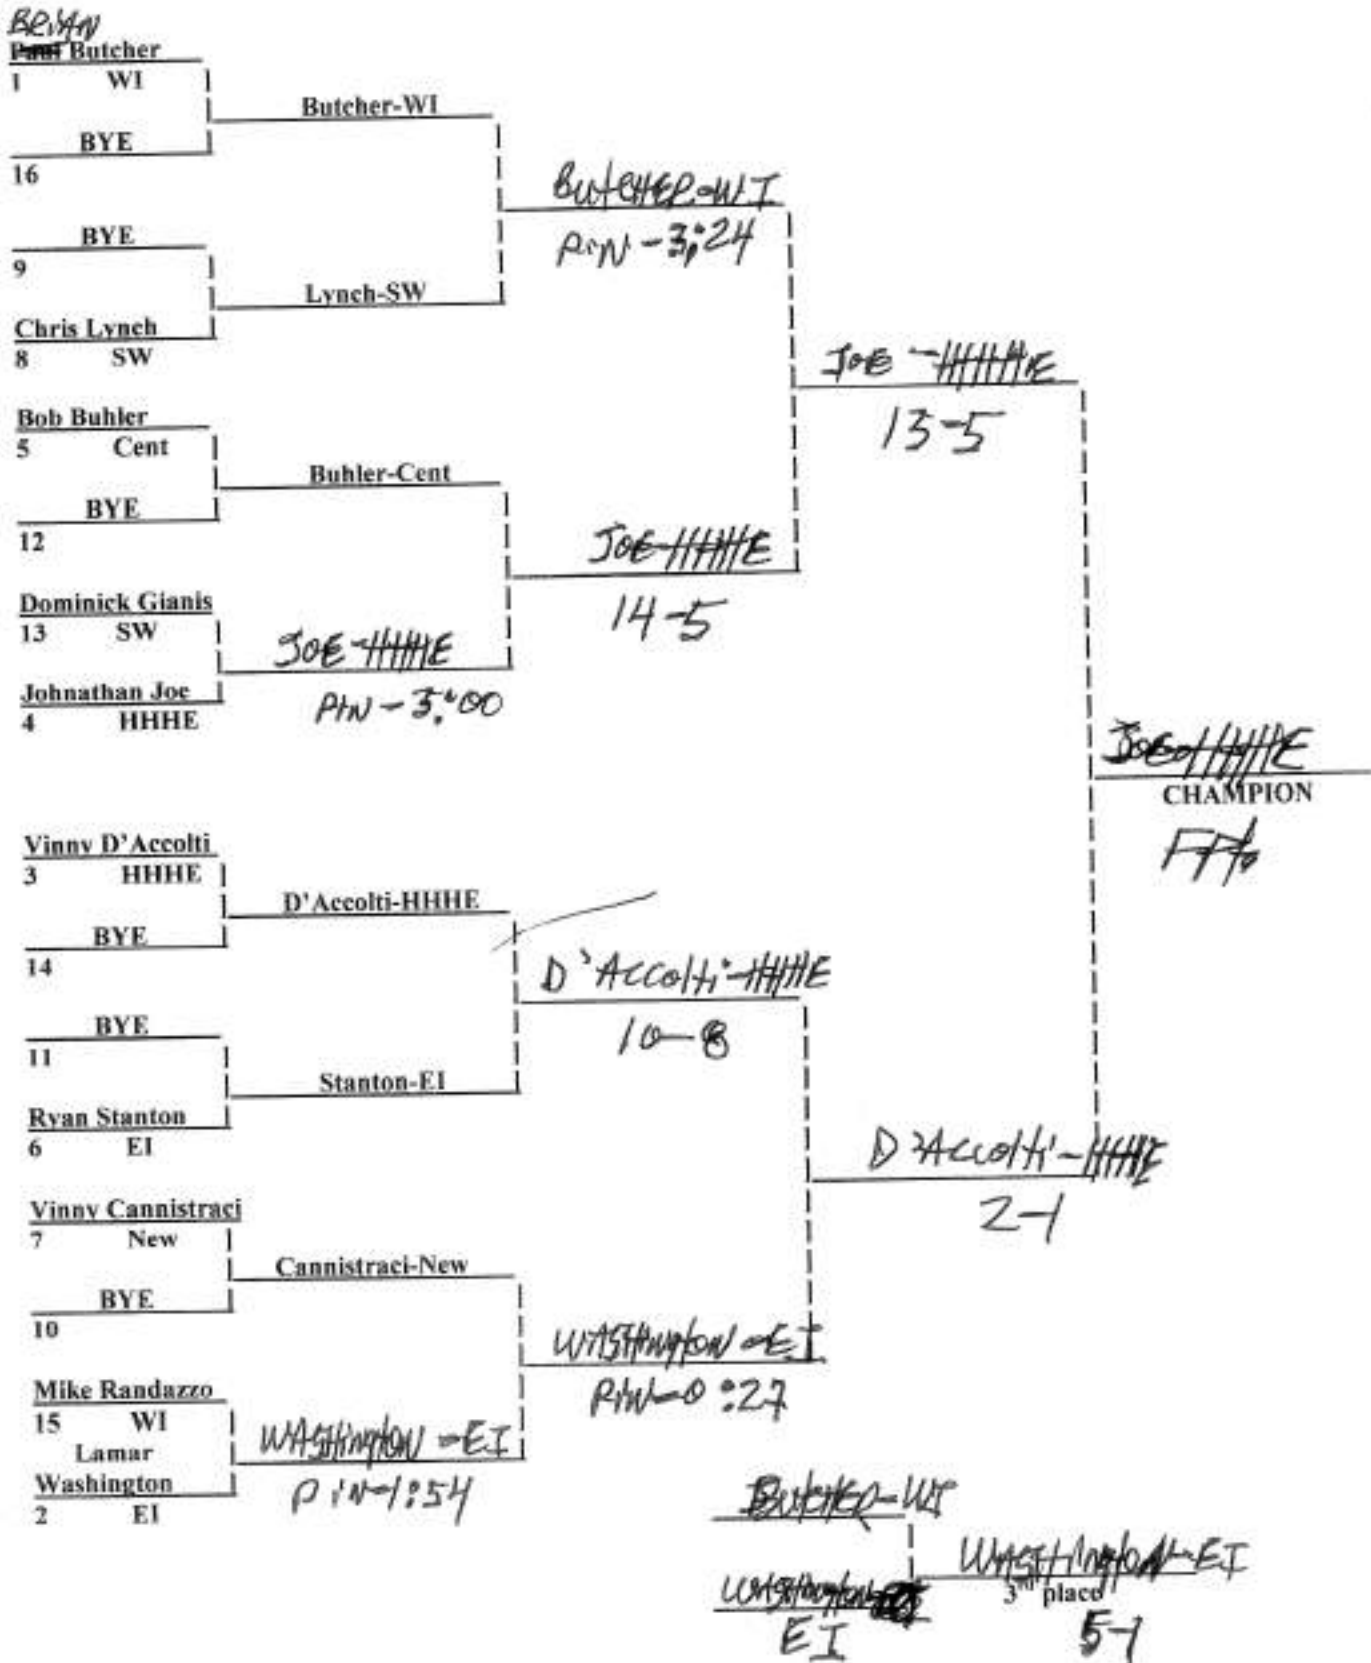 BRIAN
Paul Butcher
1 WI
Butcher-WI
BYE
16
BUTCHER-WI
PIN-3:24
BYE
9
Lynch-SW
Chris Lynch
8 SW
JOE-HHHE
13-5
Bob Buhler
5 Cent
Buhler-Cent
BYE
12
JOE-HHHE
14-5
Dominick Gianis
13 SW
JOE-HHHE
PIN-3:00
Johnathan Joe
4 HHHE
JOE-HHHE
CHAMPION
Vinny D'Accolti
3 HHHE
D'Accolti-HHHE
BYE
14
D'Accolti-HHHE
10-8
BYE
11
Stanton-EI
Ryan Stanton
6 EI
D'Accolti-HHHE
2-1
Vinny Cannistraci
7 New
Cannistraci-New
BYE
10
WASHington-EI
PIN-0:27
Mike Randazzo
15 WI
Lamar
Washington
2 EI
WASHington-EI
PIN-1:54
BUTCHER-WI
WASHington-EI
3rd place
5-1
WASHington
EI